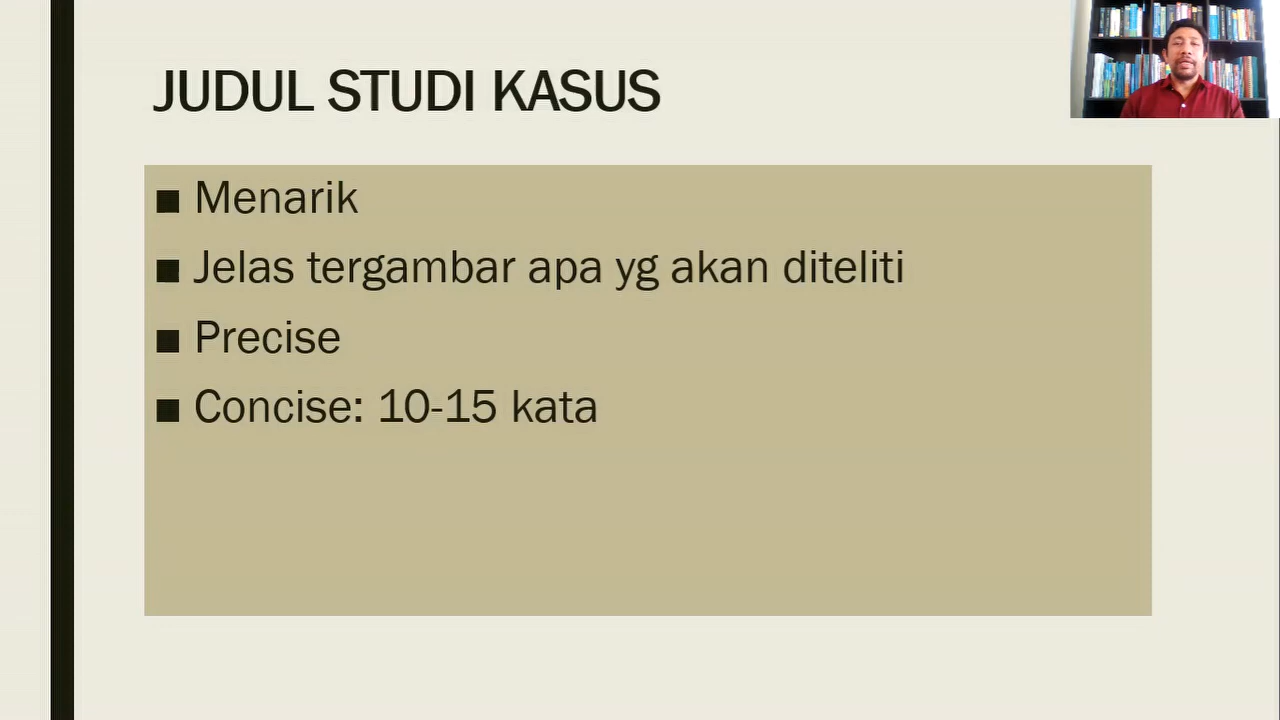 JUDUL STUDI KASUS
■ Menarik
■ Jelas tergambar apa yg akan diteliti
■ Precise
■ Concise: 10-15 kata